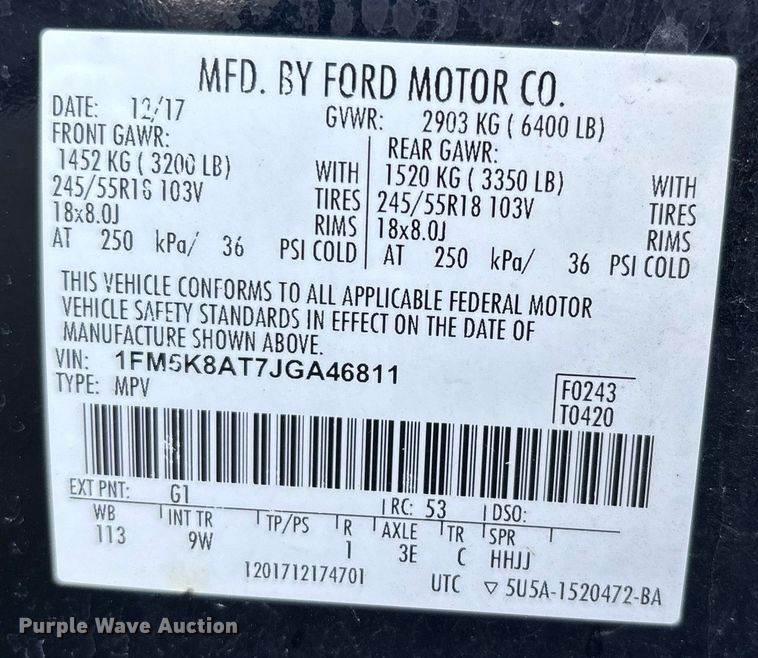 MFD. BY FORD MOTOR CO.
DATE: 12/17
GVWR: 2903 KG ( 6400 LB)
FRONT GAWR:
1452 KG ( 3200 LB) WITH
245/55R18 103V TIRES
18x8.0J RIMS
AT 250 kPa/ 36 PSI COLD
REAR GAWR:
1520 KG ( 3350 LB) WITH
245/55R18 103V TIRES
18x8.0J RIMS
AT 250 kPa/ 36 PSI COLD
THIS VEHICLE CONFORMS TO ALL APPLICABLE FEDERAL MOTOR
VEHICLE SAFETY STANDARDS IN EFFECT ON THE DATE OF
MANUFACTURE SHOWN ABOVE.
VIN: 1FM5K8AT7JGA46811
TYPE: MPV
F0243
T0420
EXT PNT: G1 RC: 53 DSO:
WB INT TR TP/PS R AXLE TR SPR
113 9W 1 3E C HHJJ
1201712174701 UTC ▽ 5U5A-1520472-BA
Purple Wave Auction